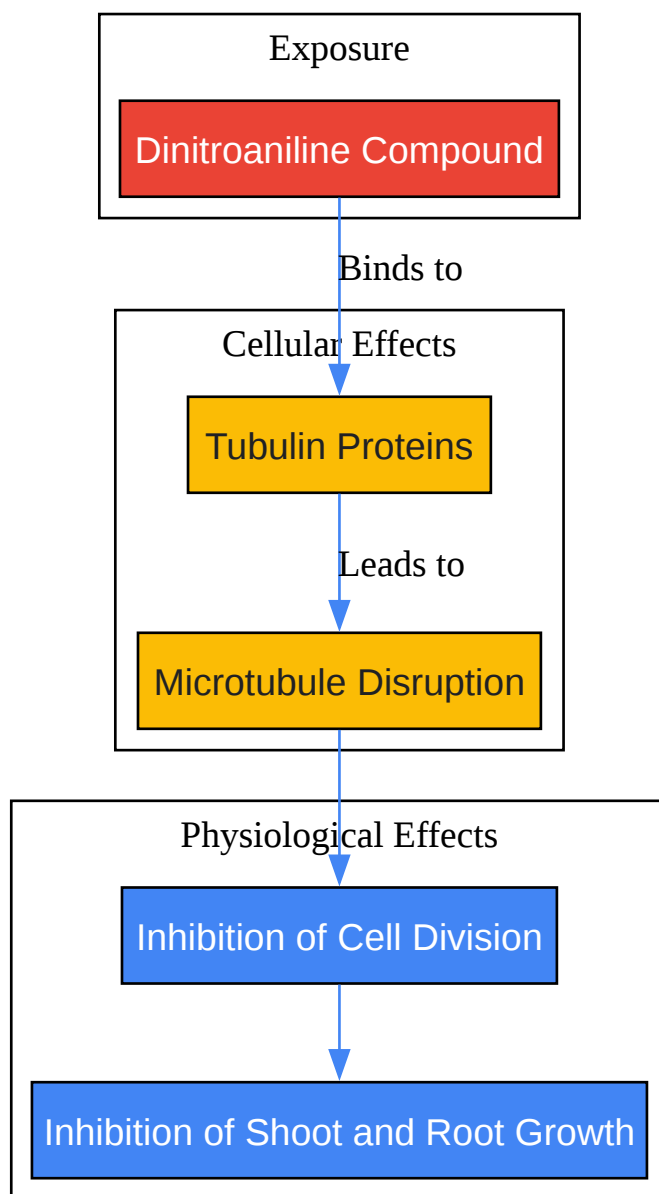 Exposure
Dinitroaniline Compound
Binds to
Cellular Effects
Tubulin Proteins
Leads to
Microtubule Disruption
Physiological Effects
Inhibition of Cell Division
Inhibition of Shoot and Root Growth